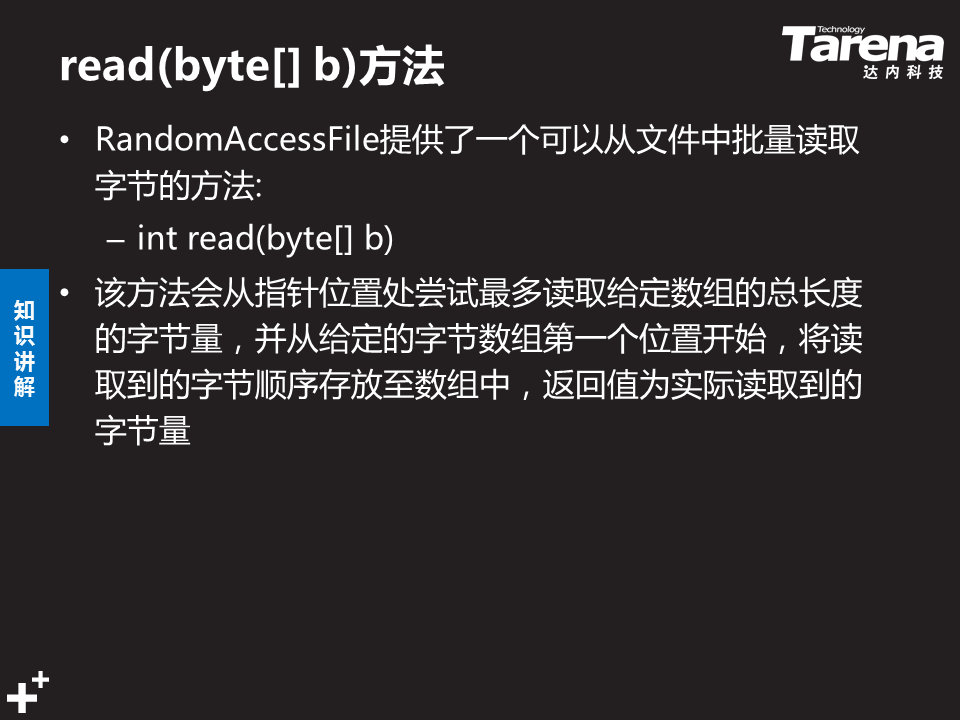 Technology
Tarena
达内科技
read(byte[] b)方法
• RandomAccessFile提供了一个可以从文件中批量读取
字节的方法:
– int read(byte[] b)
• 该方法会从指针位置处尝试最多读取给定数组的总长度
的字节量，并从给定的字节数组第一个位置开始，将读
取到的字节顺序存放至数组中，返回值为实际读取到的
字节量
知
识
讲
解